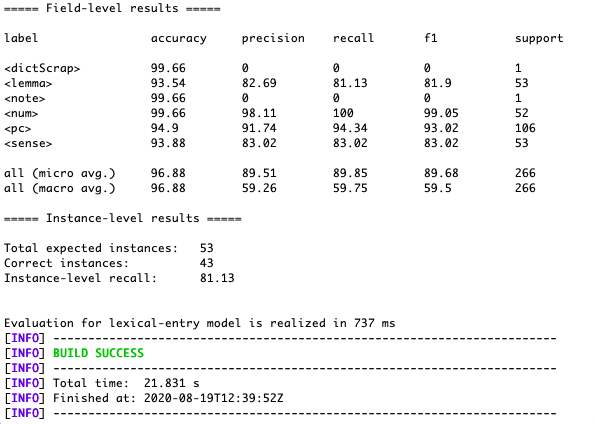 ===== Field-level results =====
label accuracy precision recall f1 support
<dictScrap> 99.66 0 0 0 1
<lemma> 93.54 82.69 81.13 81.9 53
<note> 99.66 0 0 0 1
<num> 99.66 98.11 100 99.05 52
<pc> 94.9 91.74 94.34 93.02 106
<sense> 93.88 83.02 83.02 83.02 53
all (micro avg.) 96.88 89.51 89.85 89.68 266
all (macro avg.) 96.88 59.26 59.75 59.5 266
===== Instance-level results =====
Total expected instances: 53
Correct instances: 43
Instance-level recall: 81.13
Evaluation for lexical-entry model is realized in 737 ms
[INFO] ------------------------------------------------------------------------
[INFO] BUILD SUCCESS
[INFO] ------------------------------------------------------------------------
[INFO] Total time: 21.831 s
[INFO] Finished at: 2020-08-19T12:39:52Z
[INFO] ------------------------------------------------------------------------